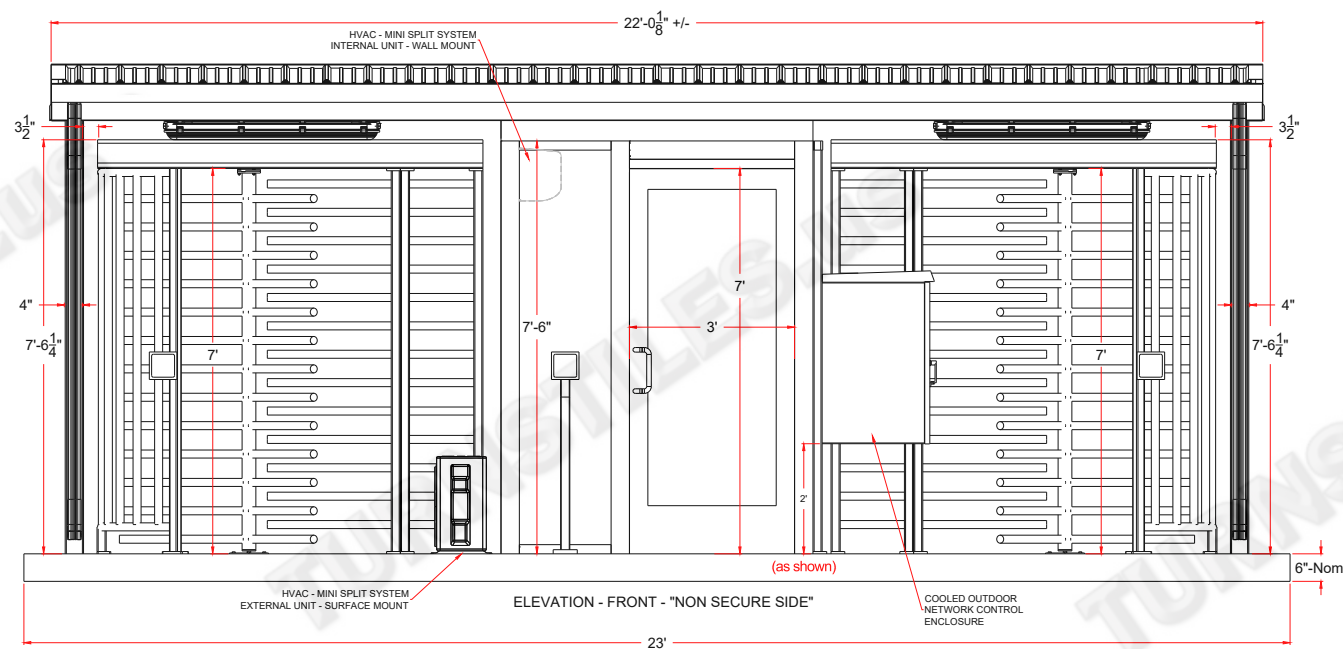 22'-0 1/8" +/-
HVAC - MINI SPLIT SYSTEM
INTERNAL UNIT - WALL MOUNT
3 1/2"
3 1/2"
7'
3'
7'-6"
4"
4"
7'-6 1/4"
7'
7'
7'-6 1/4"
2'
(as shown)
6"-Nom
HVAC - MINI SPLIT SYSTEM
EXTERNAL UNIT - SURFACE MOUNT
ELEVATION - FRONT - "NON SECURE SIDE"
COOLED OUTDOOR
NETWORK CONTROL
ENCLOSURE
23'
TURNSTILES.US
TURNS